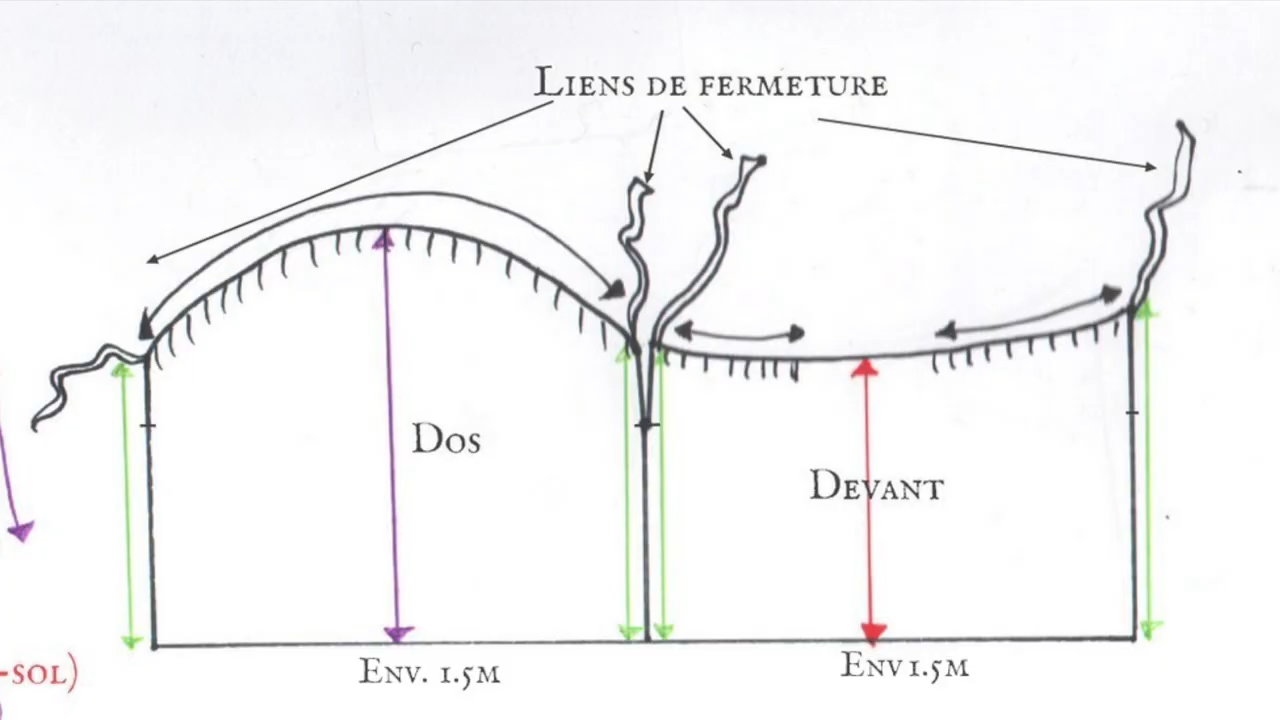 Liens de fermeture
Dos
Devant
Env. 1.5m
Env 1.5m
-sol)